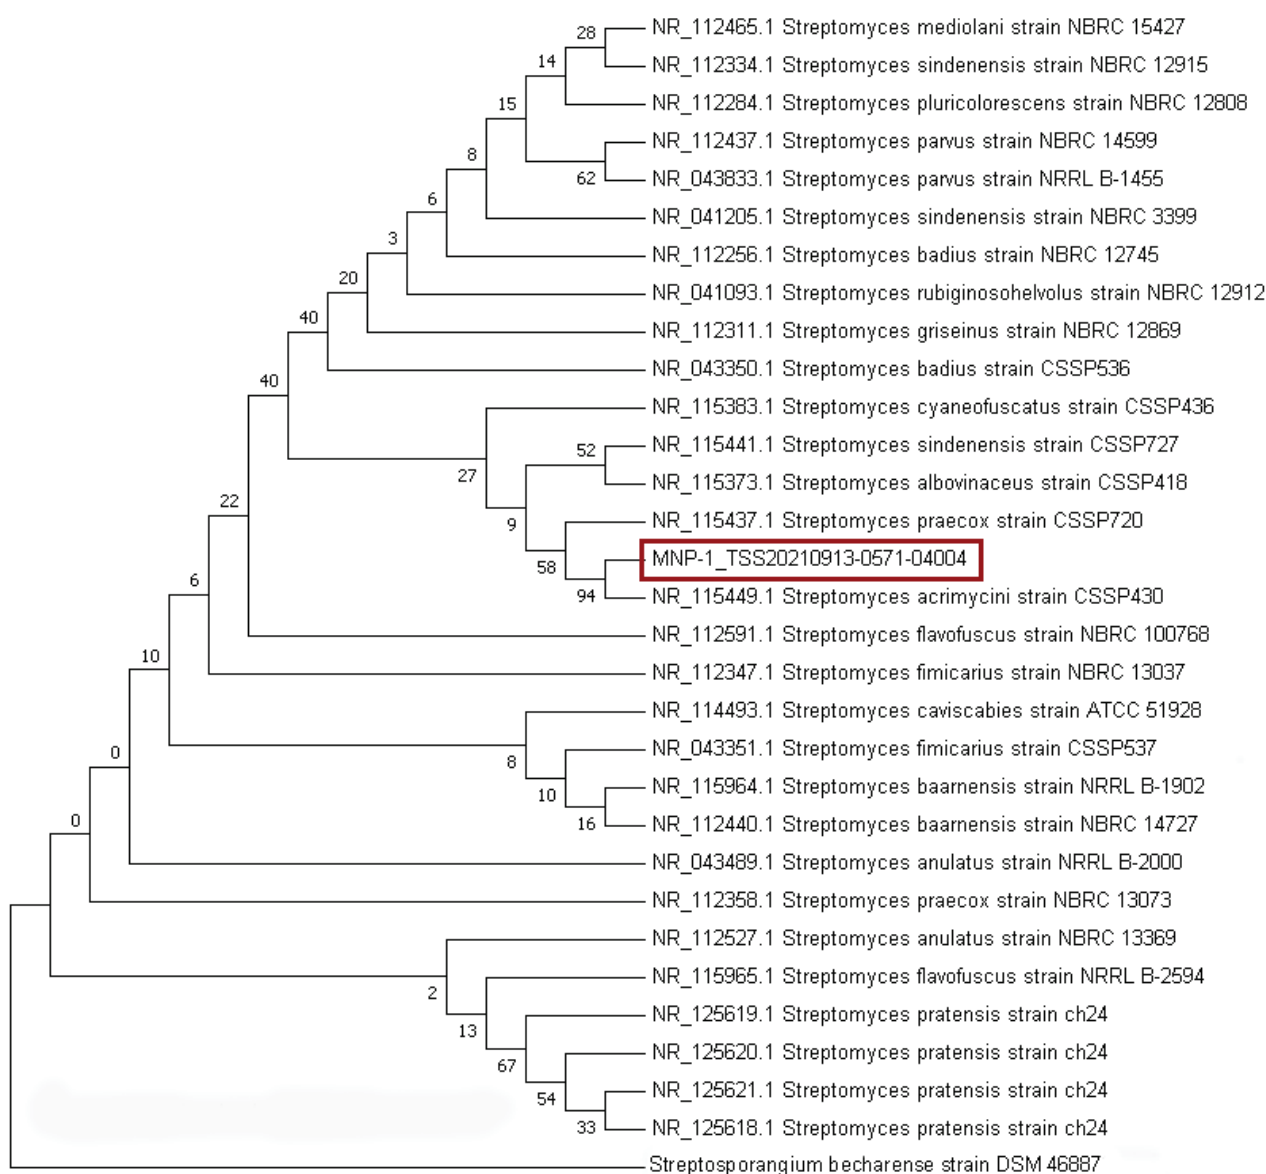 28 NR_112465.1 Streptomyces mediolani strain NBRC 15427
NR_112334.1 Streptomyces sindenensis strain NBRC 12915
14
NR_112284.1 Streptomyces pluricolorescens strain NBRC 12808
15
NR_112437.1 Streptomyces parvus strain NBRC 14599
8
62 NR_043833.1 Streptomyces parvus strain NRRL B-1455
6
NR_041205.1 Streptomyces sindenensis strain NBRC 3399
3
NR_112256.1 Streptomyces badius strain NBRC 12745
20
NR_041093.1 Streptomyces rubiginosohelvolus strain NBRC 12912
40
NR_112311.1 Streptomyces griseinus strain NBRC 12869
NR_043350.1 Streptomyces badius strain CSSP536
40
NR_115383.1 Streptomyces cyaneofuscatus strain CSSP436
52 NR_115441.1 Streptomyces sindenensis strain CSSP727
27
NR_115373.1 Streptomyces albovinaceus strain CSSP418
22
9 NR_115437.1 Streptomyces praecox strain CSSP720
MNP-1_TSS20210913-0571-04004
58
6
94 NR_115449.1 Streptomyces acrimycini strain CSSP430
NR_112591.1 Streptomyces flavofuscus strain NBRC 100768
10
NR_112347.1 Streptomyces fimicarius strain NBRC 13037
NR_114493.1 Streptomyces caviscabies strain ATCC 51928
0
8 NR_043351.1 Streptomyces fimicarius strain CSSP537
NR_115964.1 Streptomyces baarnensis strain NRRL B-1902
10
0
16 NR_112440.1 Streptomyces baarnensis strain NBRC 14727
NR_043489.1 Streptomyces anulatus strain NRRL B-2000
NR_112358.1 Streptomyces praecox strain NBRC 13073
NR_112527.1 Streptomyces anulatus strain NBRC 13369
NR_115965.1 Streptomyces flavofuscus strain NRRL B-2594
2
NR_125619.1 Streptomyces pratensis strain ch24
13
NR_125620.1 Streptomyces pratensis strain ch24
67
NR_125621.1 Streptomyces pratensis strain ch24
54
33 NR_125618.1 Streptomyces pratensis strain ch24
Streptosporangium becharense strain DSM 46887